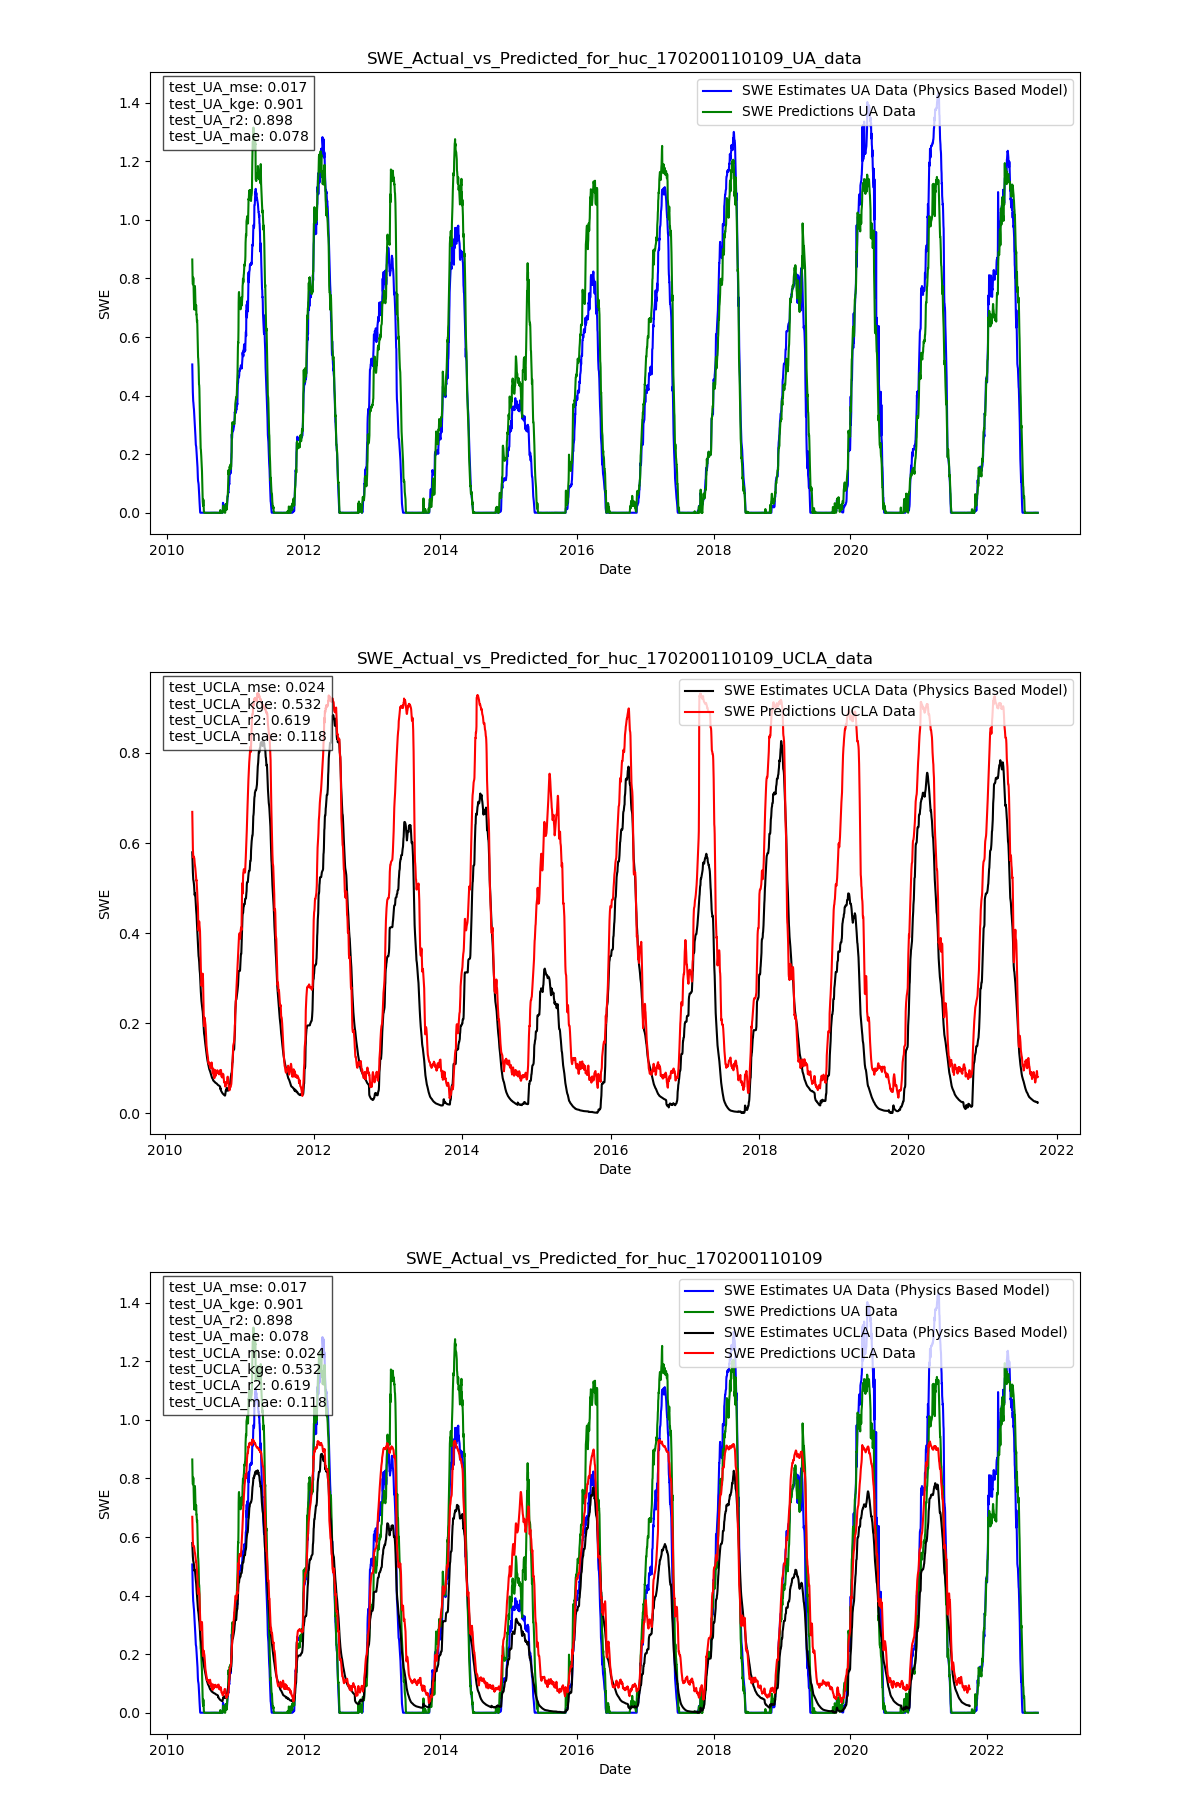 SWE_Actual_vs_Predicted_for_huc_170200110109_UA_data
test_UA_mse: 0.017
test_UA_kge: 0.901
test_UA_r2: 0.898
test_UA_mae: 0.078
SWE Estimates UA Data (Physics Based Model)
SWE Predictions UA Data
1.4
1.2
1.0
0.8
0.6
0.4
0.2
0.0
SWE
2010 2012 2014 2016 2018 2020 2022
Date
SWE_Actual_vs_Predicted_for_huc_170200110109_UCLA_data
test_UCLA_mse: 0.024
test_UCLA_kge: 0.532
test_UCLA_r2: 0.619
test_UCLA_mae: 0.118
SWE Estimates UCLA Data (Physics Based Model)
SWE Predictions UCLA Data
0.8
0.6
0.4
0.2
0.0
SWE
2010 2012 2014 2016 2018 2020 2022
Date
SWE_Actual_vs_Predicted_for_huc_170200110109
test_UA_mse: 0.017
test_UA_kge: 0.901
test_UA_r2: 0.898
test_UA_mae: 0.078
test_UCLA_mse: 0.024
test_UCLA_kge: 0.532
test_UCLA_r2: 0.619
test_UCLA_mae: 0.118
SWE Estimates UA Data (Physics Based Model)
SWE Predictions UA Data
SWE Estimates UCLA Data (Physics Based Model)
SWE Predictions UCLA Data
1.4
1.2
1.0
0.8
0.6
0.4
0.2
0.0
SWE
2010 2012 2014 2016 2018 2020 2022
Date